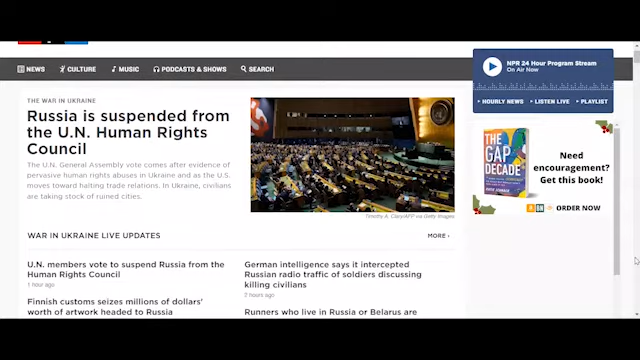 NEWS
CULTURE
MUSIC
PODCASTS & SHOWS
SEARCH
NPR 24 Hour Program Stream
On Air Now
HOURLY NEWS
LISTEN LIVE
PLAYLIST
THE WAR IN UKRAINE
Russia is suspended from
the U.N. Human Rights
Council
The U.N. General Assembly vote comes after evidence of
pervasive human rights abuses in Ukraine and as the U.S.
moves toward halting trade relations. In Ukraine, civilians
are taking stock of ruined cities.
Timothy A. Clary/AFP via Getty Images
THE
GAP
DECADE
Need
encouragement?
Get this book!
ORDER NOW
WAR IN UKRAINE LIVE UPDATES
MORE ›
U.N. members vote to suspend Russia from the
Human Rights Council
1 hour ago
Finnish customs seizes millions of dollars'
worth of artwork headed to Russia
German intelligence says it intercepted
Russian radio traffic of soldiers discussing
killing civilians
2 hours ago
Runners who live in Russia or Belarus are